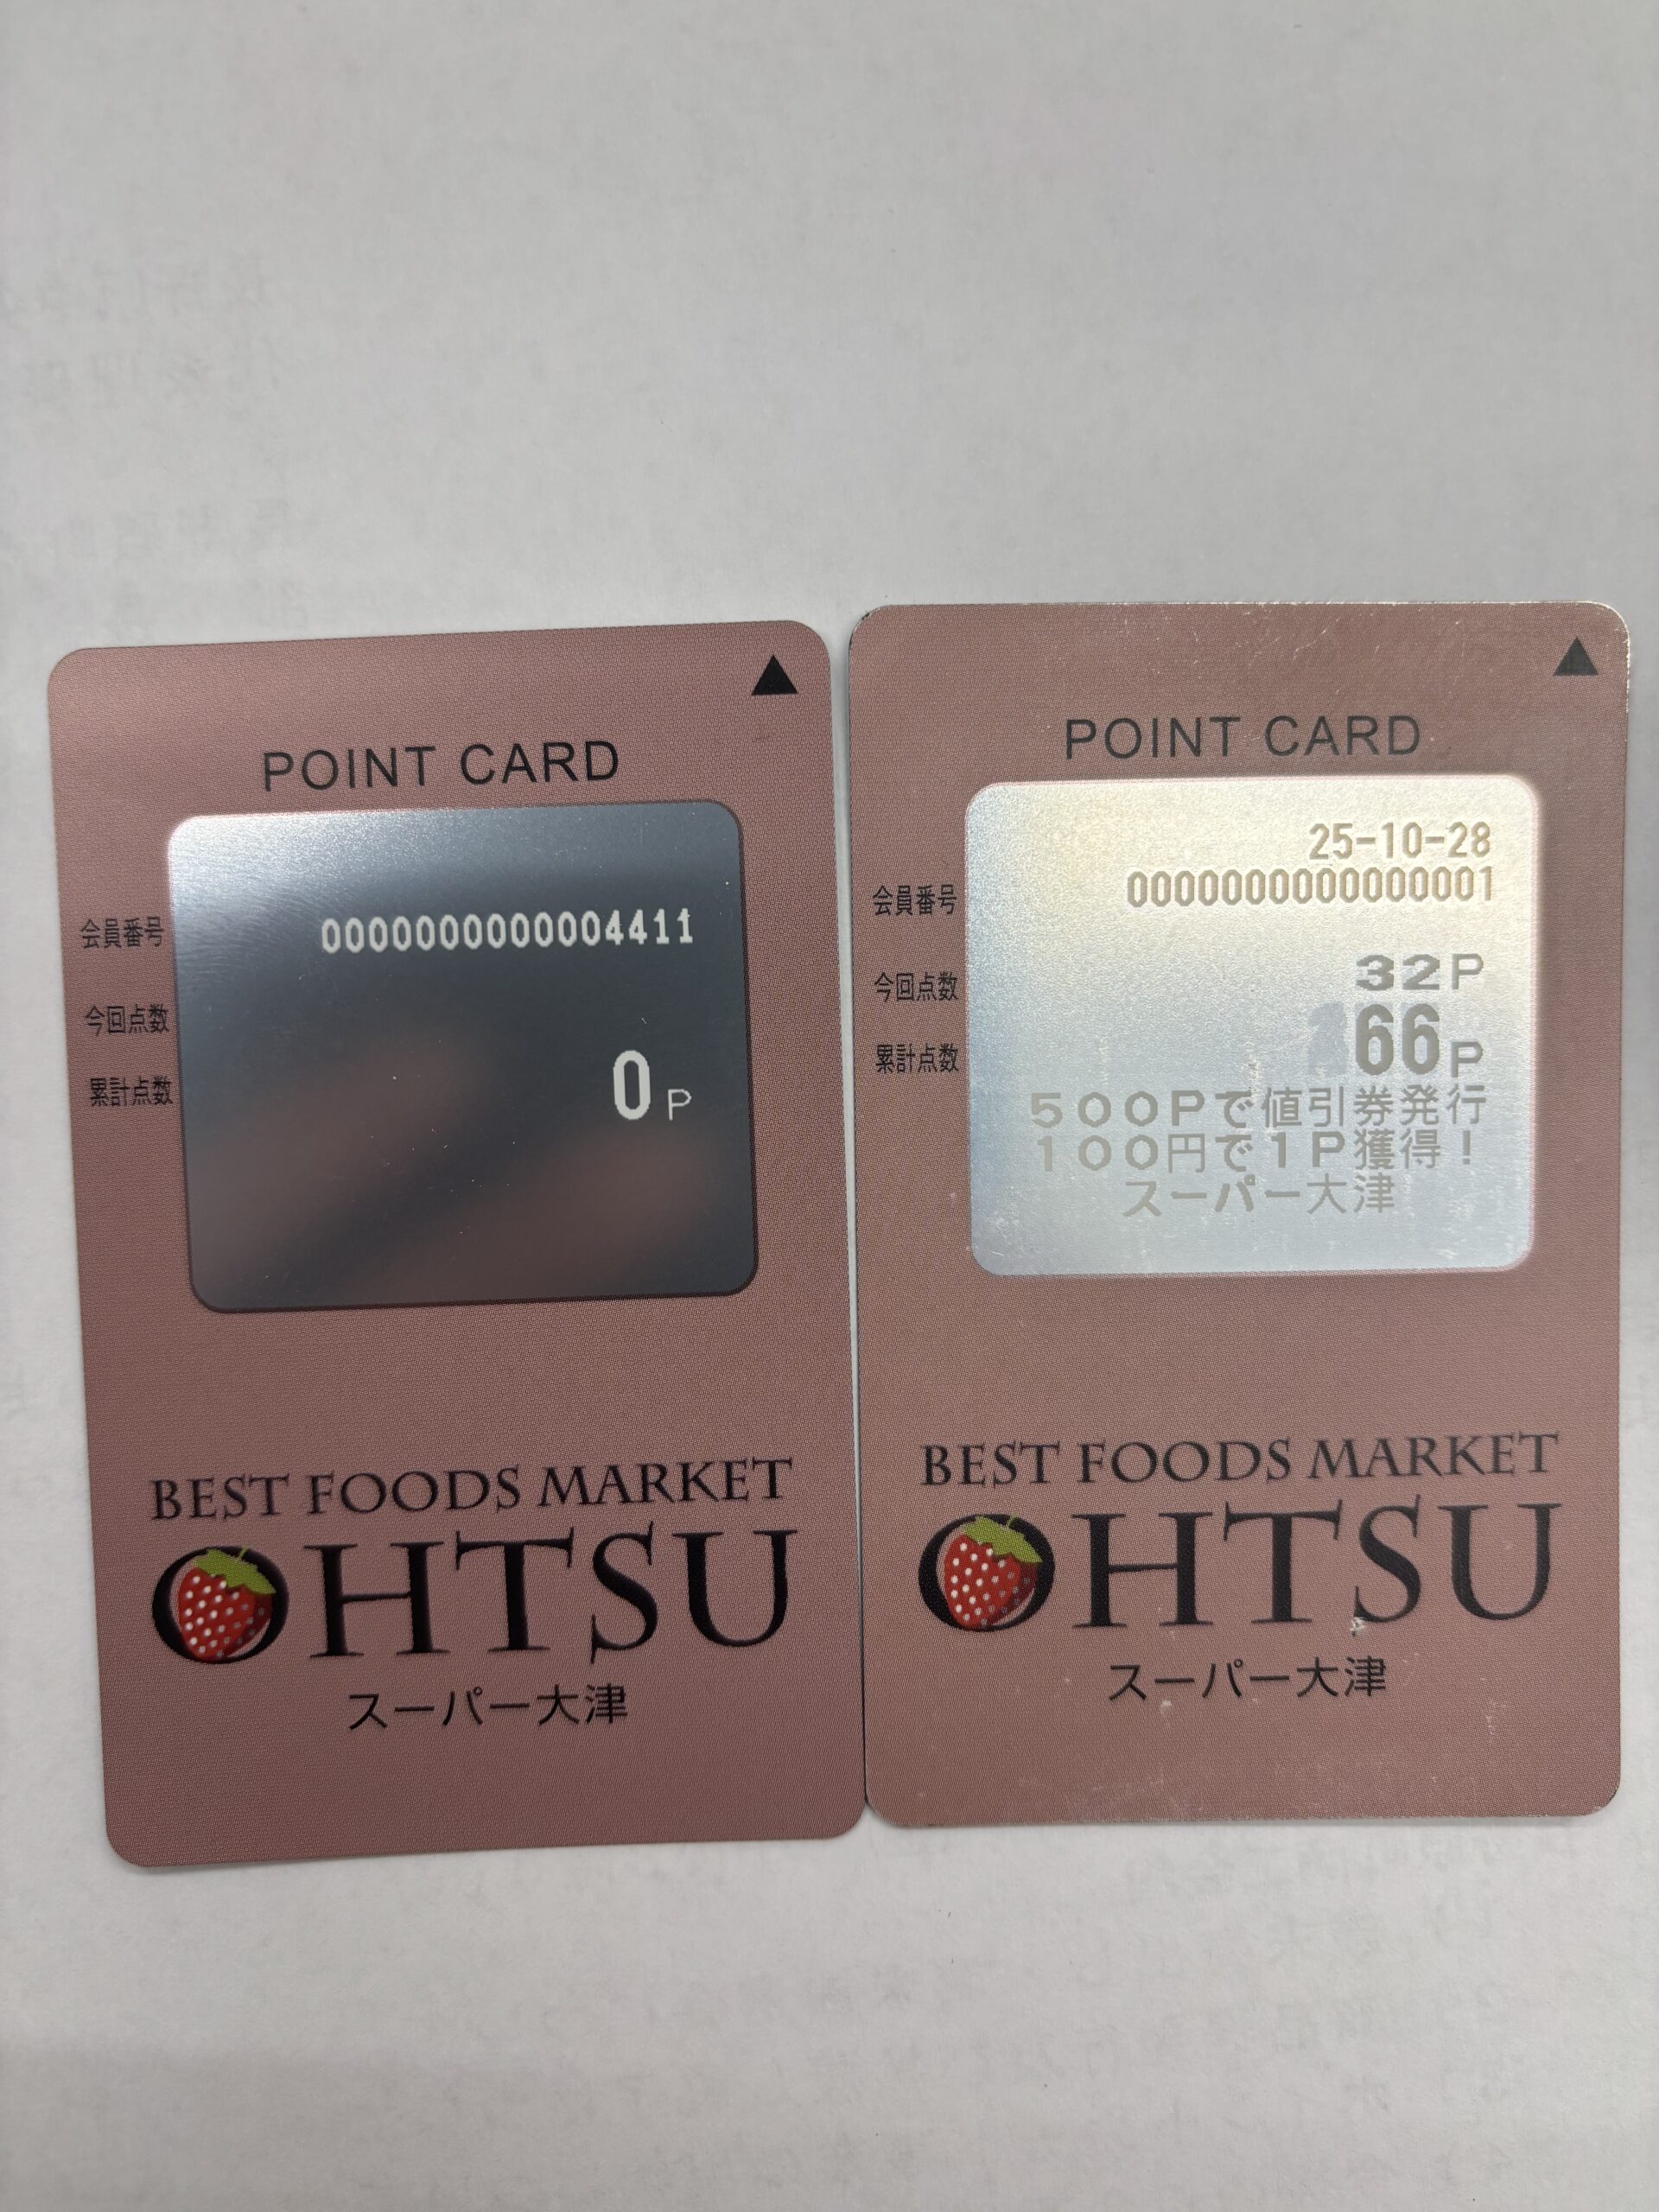 ▲
POINT CARD
会員番号 0000000000004411
今回点数
累計点数 0P
BEST FOODS MARKET
OHTSU
スーパー大津
▲
POINT CARD
25-10-28
会員番号 0000000000000001
今回点数 32P
累計点数 66P
500Pで値引券発行
100円で1P獲得!
スーパー大津
BEST FOODS MARKET
OHTSU
スーパー大津